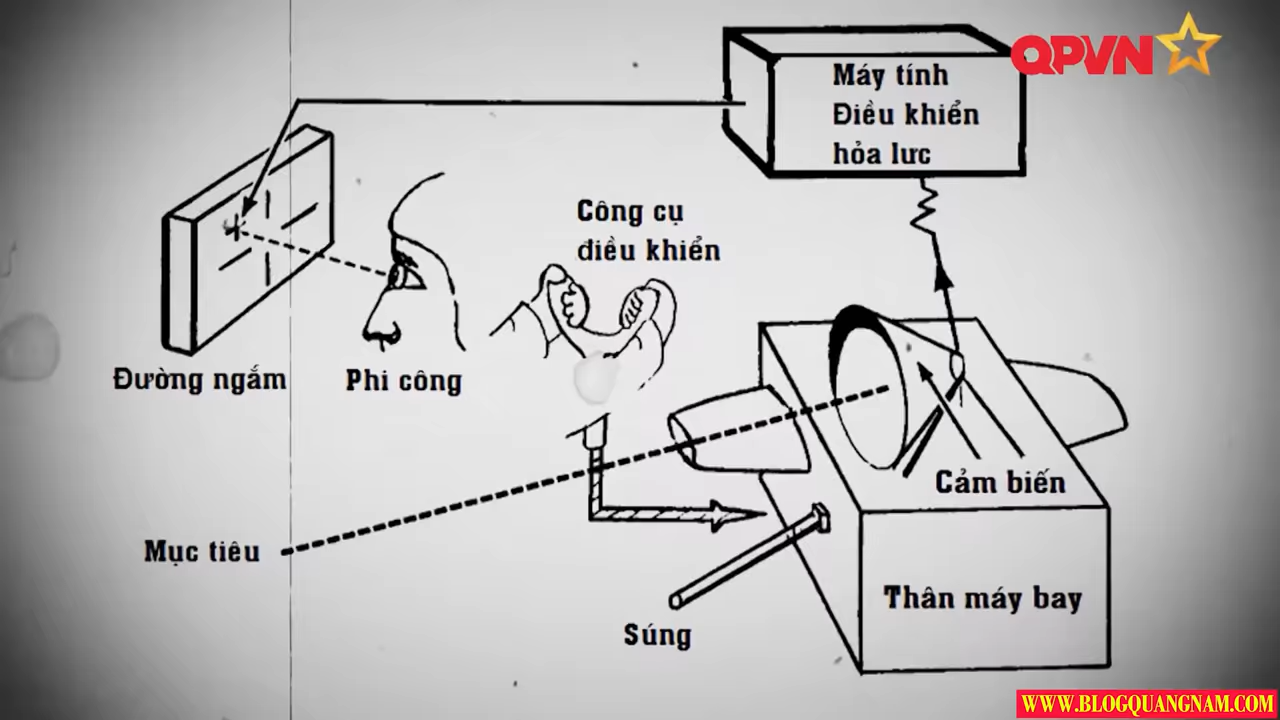 QPVN
Máy tính
Điều khiển
hỏa lực
Công cụ
điều khiển
Đường ngắm
Phi công
Cảm biến
Mục tiêu
Thân máy bay
Súng
WWW.BLOGQUANGNAM.COM